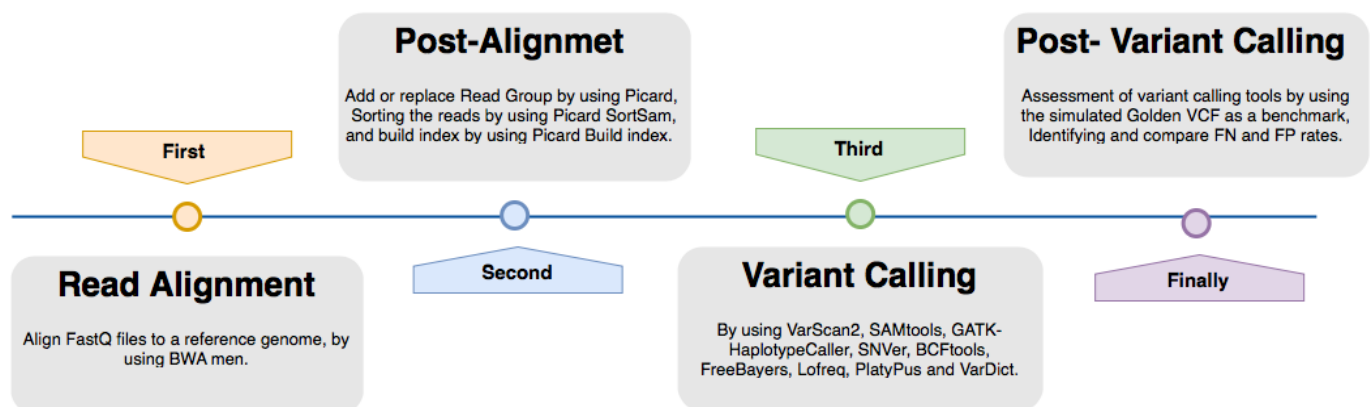 First
Read Alignment
Align FastQ files to a reference genome, by
using BWA men.
Post-Alignmet
Add or replace Read Group by using Picard,
Sorting the reads by using Picard SortSam,
and build index by using Picard Build index.
Second
Third
Variant Calling
By using VarScan2, SAMtools, GATK-
HaplotypeCaller, SNVer, BCFtools,
FreeBayers, Lofreq, PlatyPus and VarDict.
Post- Variant Calling
Assessment of variant calling tools by using
the simulated Golden VCF as a benchmark,
Identifying and compare FN and FP rates.
Finally